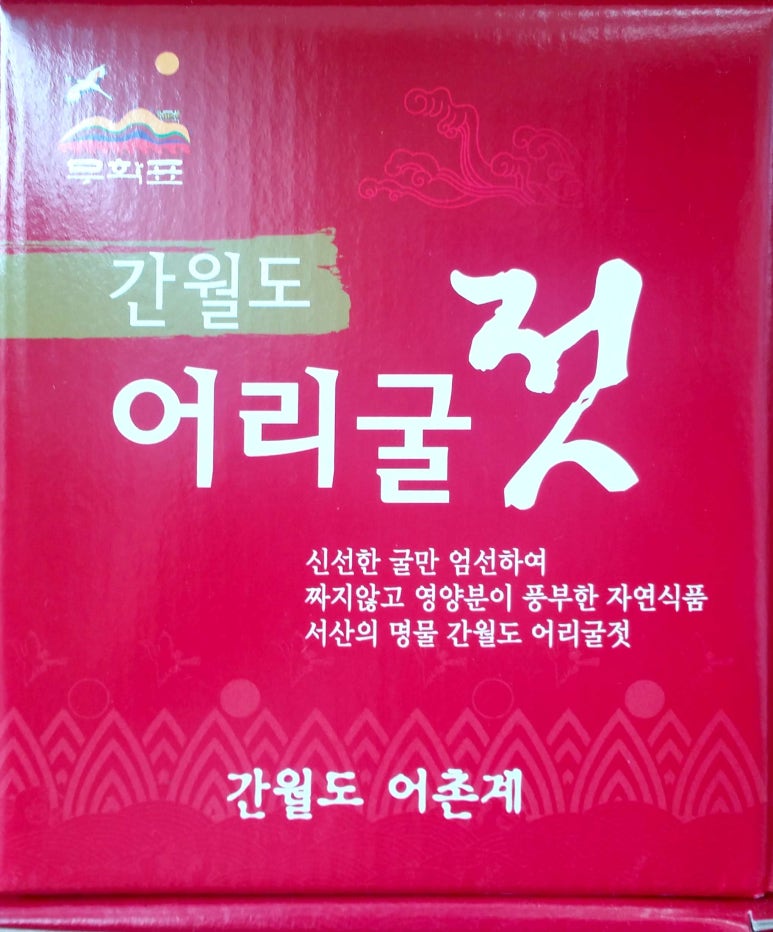 무학표
간월도
어리굴젓
신선한 굴만 엄선하여
짜지않고 영양분이 풍부한 자연식품
서산의 명물 간월도 어리굴젓
간월도 어촌계